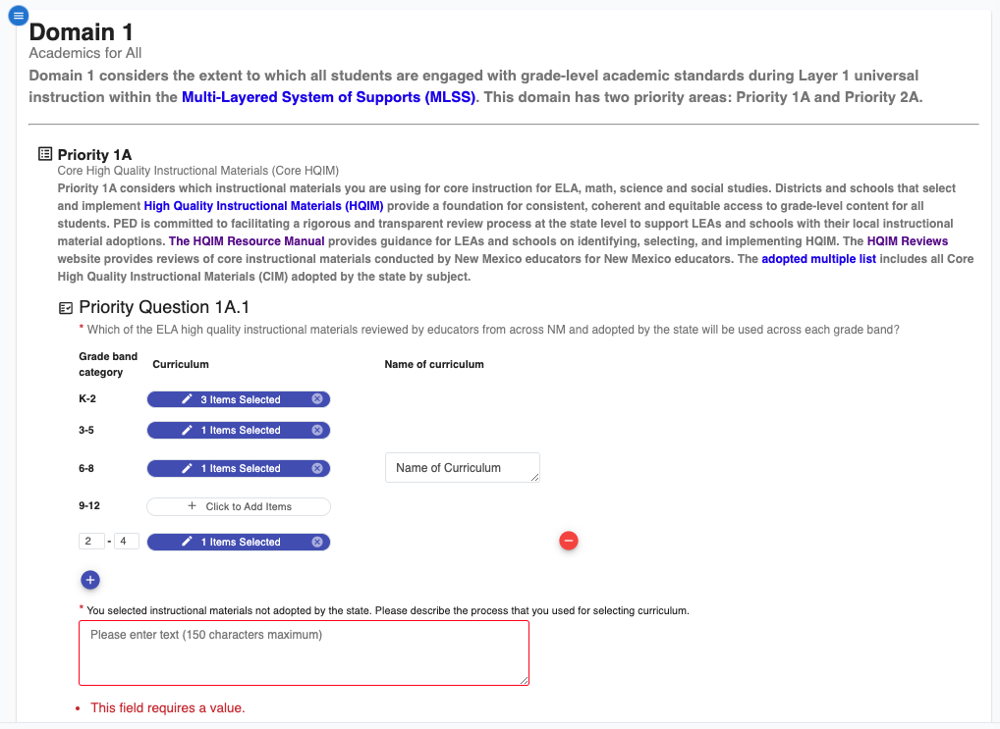 Domain 1
Academics for All
Domain 1 considers the extent to which all students are engaged with grade-level academic standards during Layer 1 universal
instruction within the Multi-Layered System of Supports (MLSS). This domain has two priority areas: Priority 1A and Priority 2A.
Priority 1A
Core High Quality Instructional Materials (Core HQIM)
Priority 1A considers which instructional materials you are using for core instruction for ELA, math, science and social studies. Districts and schools that select
and implement High Quality Instructional Materials (HQIM) provide a foundation for consistent, coherent and equitable access to grade-level content for all
students. PED is committed to facilitating a rigorous and transparent review process at the state level to support LEAs and schools with their local instructional
material adoptions. The HQIM Resource Manual provides guidance for LEAs and schools on identifying, selecting, and implementing HQIM. The HQIM Reviews
website provides reviews of core instructional materials conducted by New Mexico educators for New Mexico educators. The adopted multiple list includes all Core
High Quality Instructional Materials (CIM) adopted by the state by subject.
Priority Question 1A.1
* Which of the ELA high quality instructional materials reviewed by educators from across NM and adopted by the state will be used across each grade band?
Grade band
category
Curriculum
Name of curriculum
K-2
3 Items Selected
3-5
1 Items Selected
6-8
1 Items Selected
Name of Curriculum
9-12
+ Click to Add Items
2 - 4
1 Items Selected
* You selected instructional materials not adopted by the state. Please describe the process that you used for selecting curriculum.
Please enter text (150 characters maximum)
• This field requires a value.